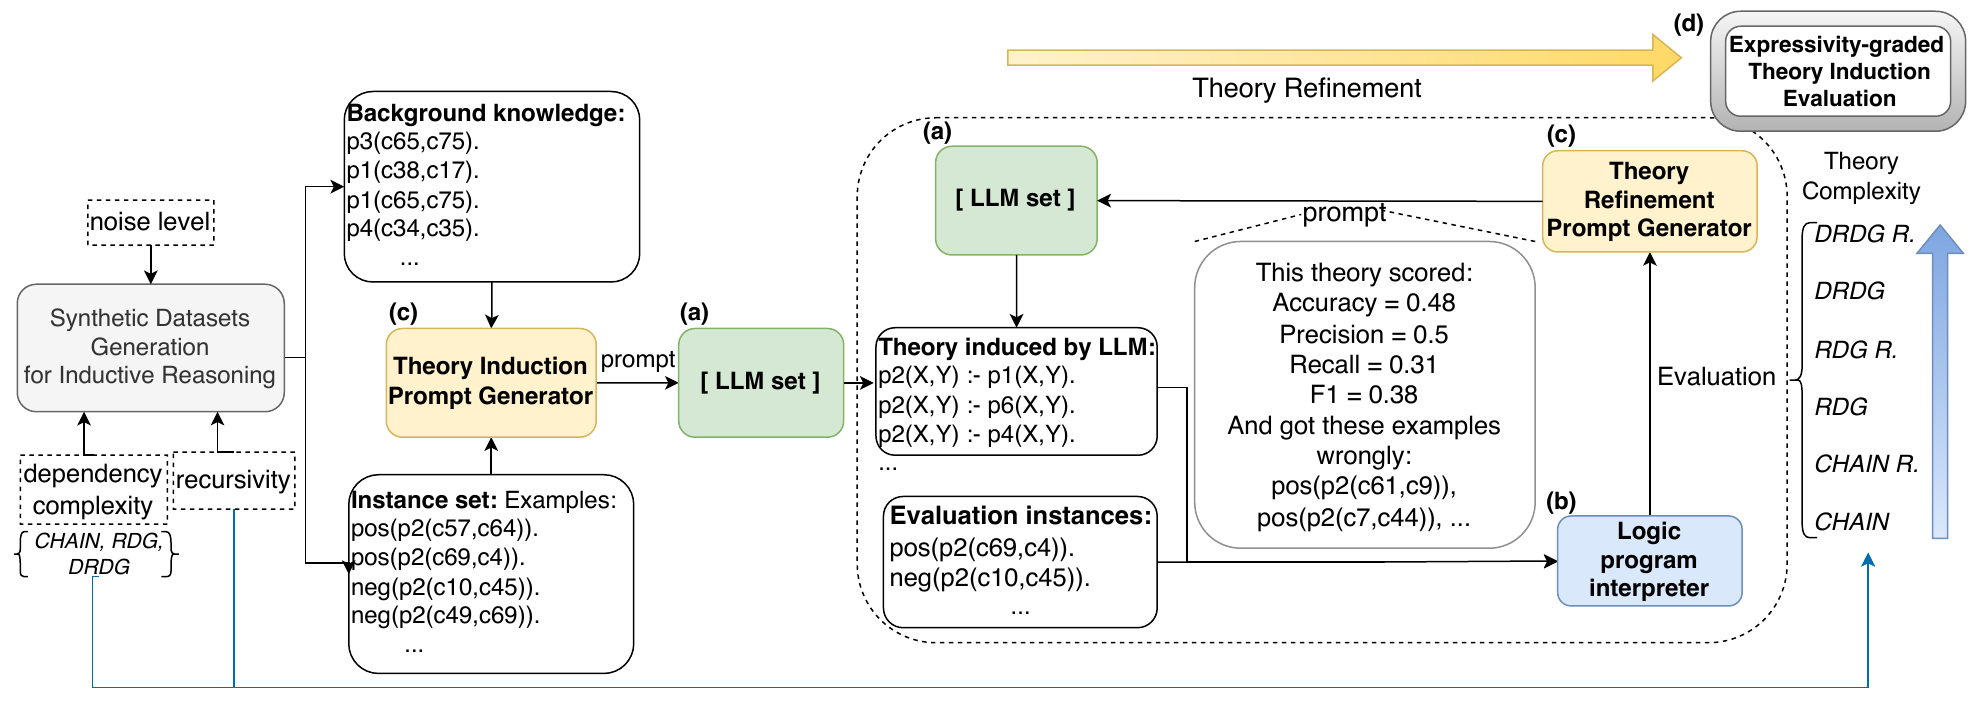 noise level
Synthetic Datasets
Generation
for Inductive Reasoning
dependency
complexity
recursivity
CHAIN, RDG,
DRDG
Background knowledge:
p3(c65,c75).
p1(c38,c17).
p1(c65,c75).
p4(c34,c35).
...
(c)
Theory Induction
Prompt Generator
Instance set: Examples:
pos(p2(c57,c64)).
pos(p2(c69,c4)).
neg(p2(c10,c45)).
neg(p2(c49,c69)).
...
prompt
(a)
[ LLM set ]
Theory Refinement
(a)
[ LLM set ]
Theory induced by LLM:
p2(X,Y) :- p1(X,Y).
p2(X,Y) :- p6(X,Y).
p2(X,Y) :- p4(X,Y).
...
Evaluation instances:
pos(p2(c69,c4)).
neg(p2(c10,c45)).
...
prompt
This theory scored:
Accuracy = 0.48
Precision = 0.5
Recall = 0.31
F1 = 0.38
And got these examples
wrongly:
pos(p2(c61,c9)),
pos(p2(c7,c44)), ...
(c)
Theory
Refinement
Prompt Generator
Evaluation
(b)
Logic
program
interpreter
(d)
Expressivity-graded
Theory Induction
Evaluation
Theory
Complexity
DRDG R.
DRDG
RDG R.
RDG
CHAIN R.
CHAIN